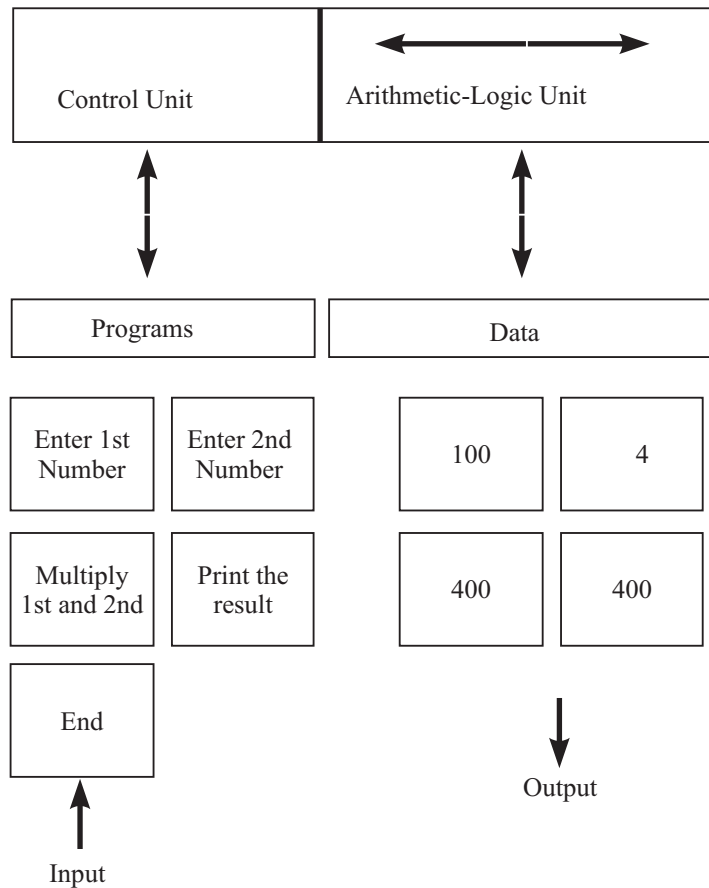 Control Unit
Arithmetic-Logic Unit
Programs
Data
Enter 1st
Number
Enter 2nd
Number
100
4
Multiply
1st and 2nd
Print the
result
400
400
End
Output
Input